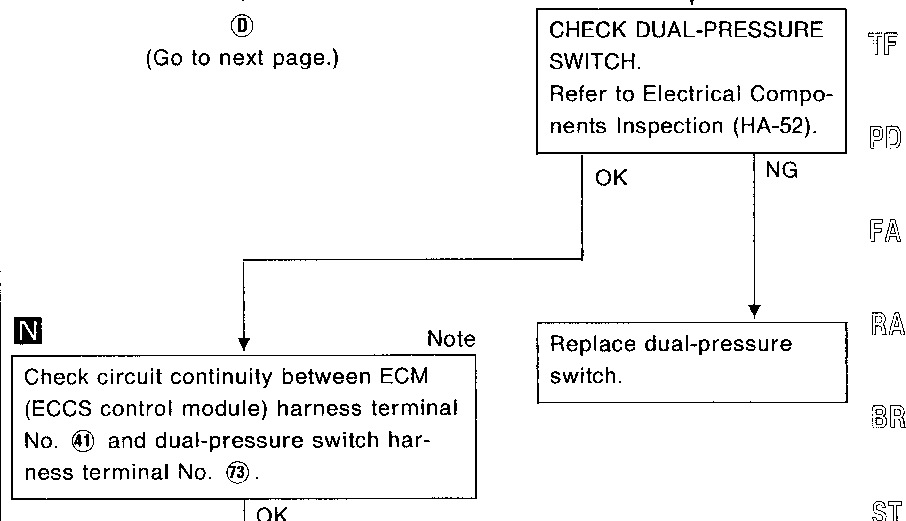 Ⓓ
(Go to next page.)
CHECK DUAL-PRESSURE
SWITCH.
Refer to Electrical Compo-
nents Inspection (HA-52).
OK
NG
N
Note
Check circuit continuity between ECM
(ECCS control module) harness terminal
No. ㊶ and dual-pressure switch har-
ness terminal No. 73.
OK
Replace dual-pressure
switch.
TF
PD
FA
RA
BR
ST